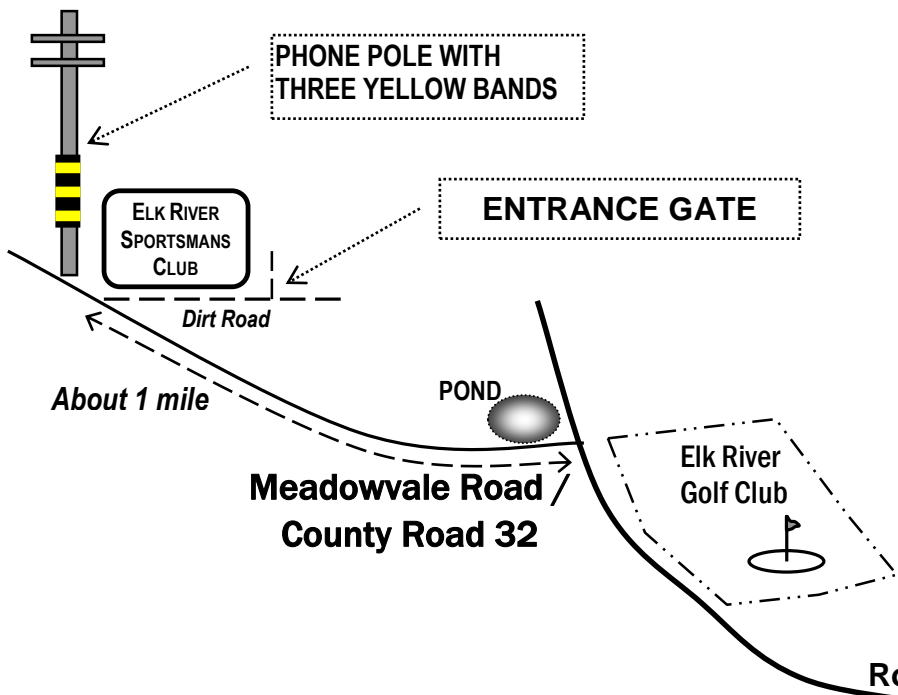 PHONE POLE WITH
THREE YELLOW BANDS
ELK RIVER
SPORTSMANS
CLUB
ENTRANCE GATE
Dirt Road
About 1 mile
POND
Meadowvale Road /
County Road 32
Elk River
Golf Club